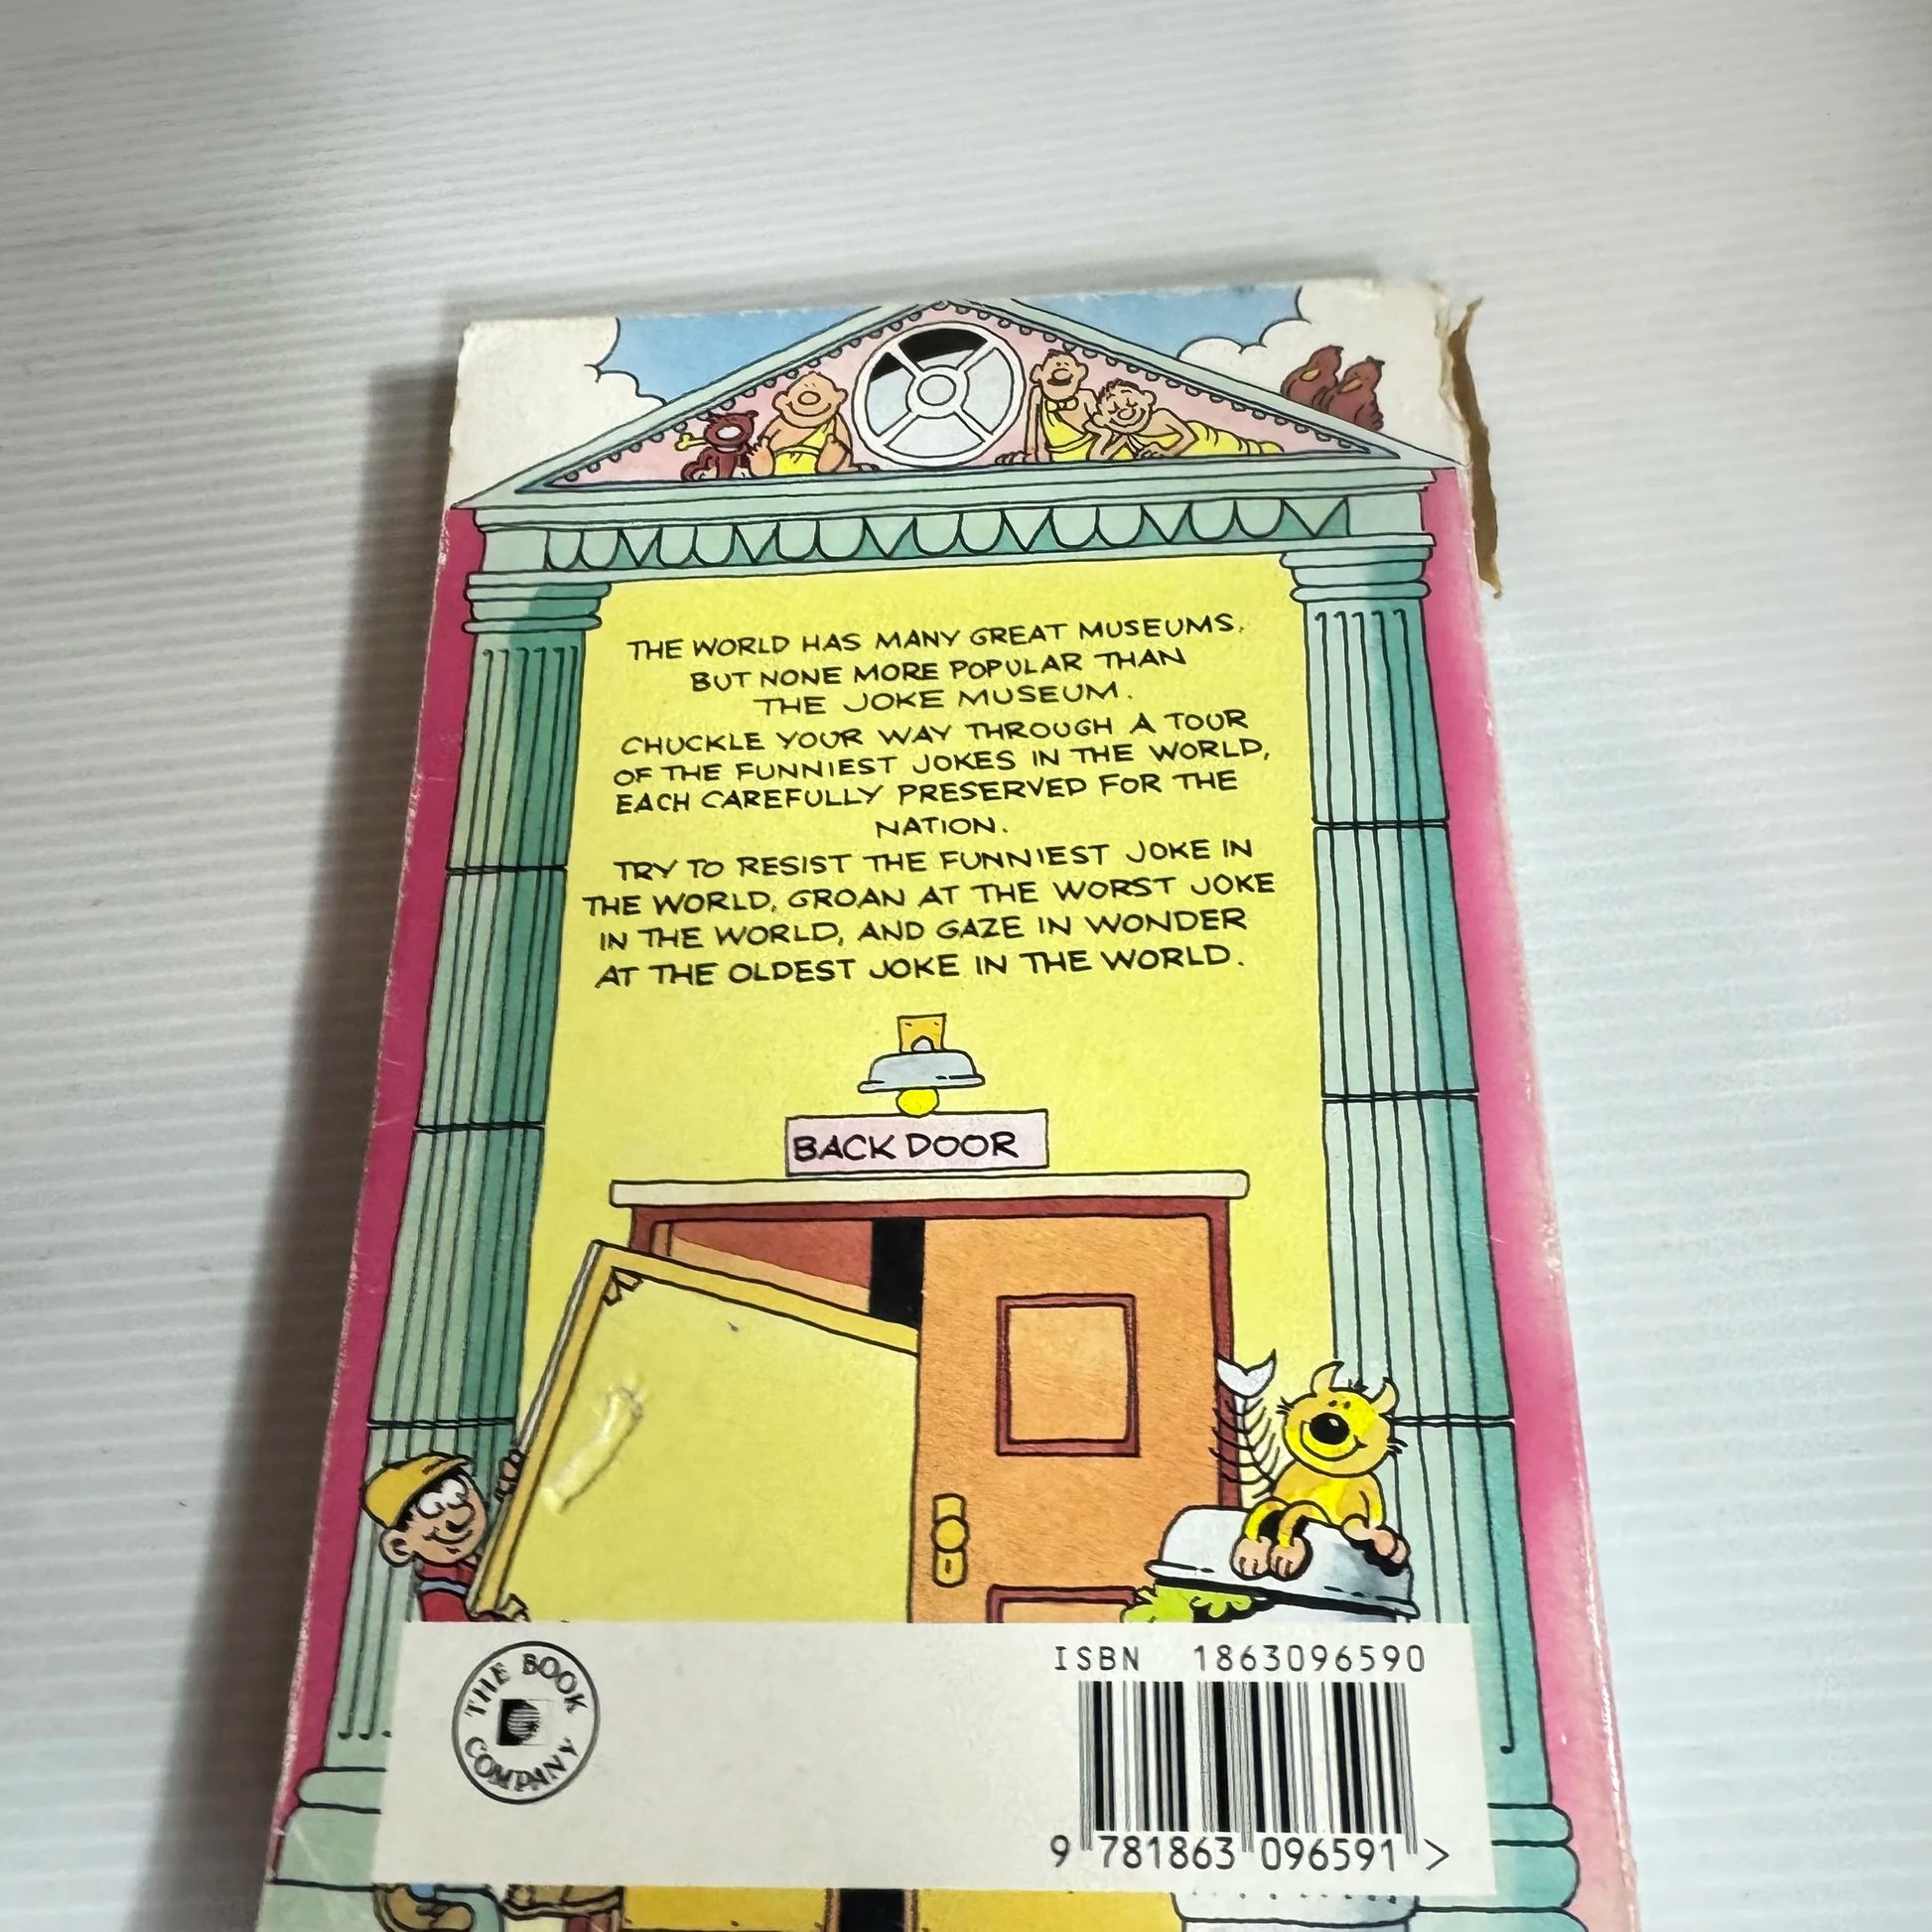 THE WORLD HAS MANY GREAT MUSEUMS,
BUT NONE MORE POPULAR THAN
THE JOKE MUSEUM.
CHUCKLE YOUR WAY THROUGH A TOUR
OF THE FUNNIEST JOKES IN THE WORLD,
EACH CAREFULLY PRESERVED FOR THE
NATION.
TRY TO RESIST THE FUNNIEST JOKE IN
THE WORLD, GROAN AT THE WORST JOKE
IN THE WORLD, AND GAZE IN WONDER
AT THE OLDEST JOKE IN THE WORLD.
BACK DOOR
THE BOOK
COMPANY
ISBN 1863096590
9 781863 096591 >